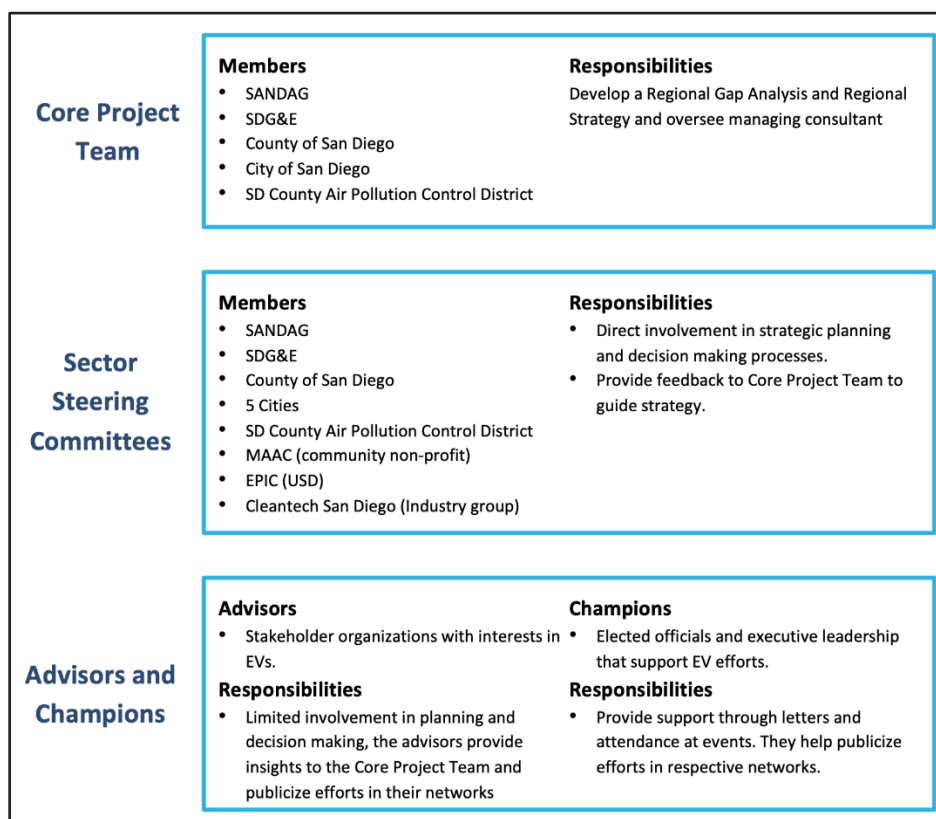 Core Project
Team
Members
• SANDAG
• SDG&E
• County of San Diego
• City of San Diego
• SD County Air Pollution Control District
Responsibilities
Develop a Regional Gap Analysis and Regional
Strategy and oversee managing consultant
Sector
Steering
Committees
Members
• SANDAG
• SDG&E
• County of San Diego
• 5 Cities
• SD County Air Pollution Control District
• MAAC (community non-profit)
• EPIC (USD)
• Cleantech San Diego (Industry group)
Responsibilities
• Direct involvement in strategic planning
and decision making processes.
• Provide feedback to Core Project Team to
guide strategy.
Advisors and
Champions
Advisors
• Stakeholder organizations with interests in
EVs.
Responsibilities
• Limited involvement in planning and
decision making, the advisors provide
insights to the Core Project Team and
publicize efforts in their networks
Champions
• Elected officials and executive leadership
that support EV efforts.
Responsibilities
• Provide support through letters and
attendance at events. They help publicize
efforts in respective networks.